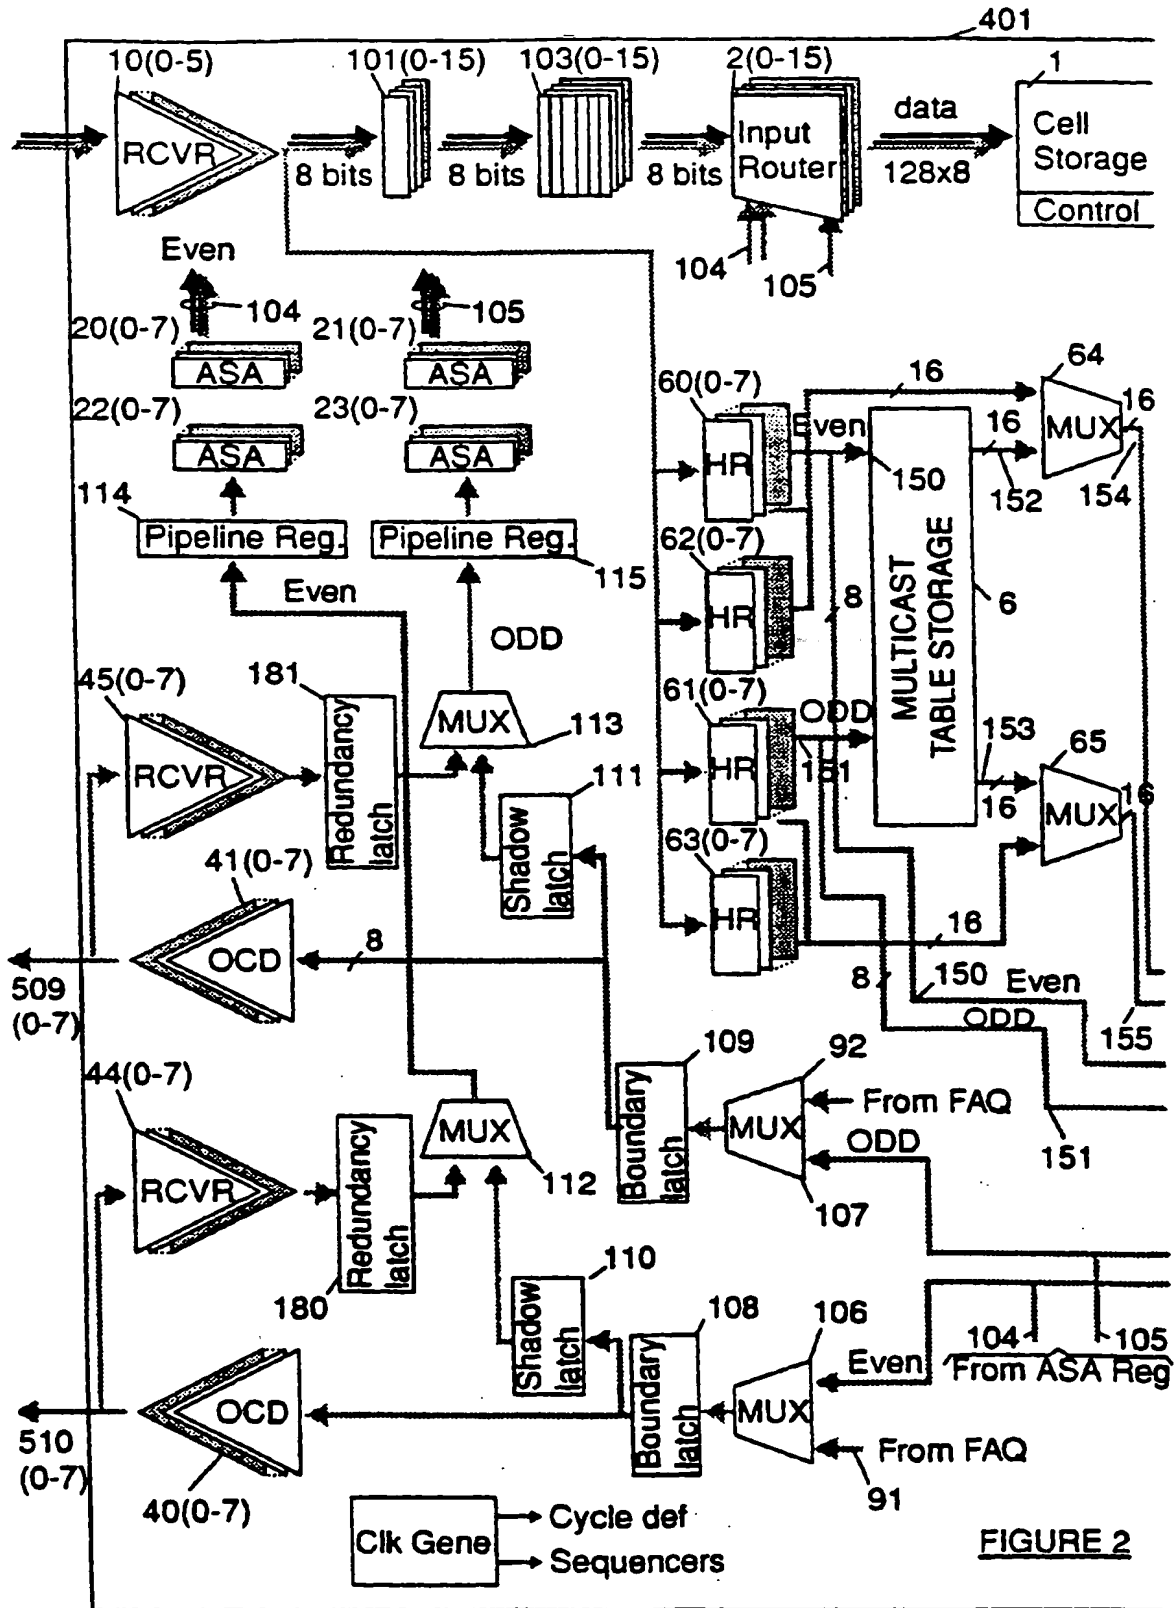 401
10(0-5)
101(0-15)
103(0-15)
2(0-15)
1
RCVR
8 bits
8 bits
8 bits
Input
Router
data
128x8
Cell
Storage
Control
104
105
Even
104
105
20(0-7)
21(0-7)
ASA
ASA
22(0-7)
23(0-7)
ASA
ASA
114
Pipeline Reg.
Pipeline Reg.
115
Even
ODD
60(0-7)
HR
Even
16
64
MUX
16
154
150
16
152
62(0-7)
HR
8
MULTICAST
TABLE STORAGE
6
61(0-7)
HR
ODD
151
153
16
65
MUX
16
63(0-7)
HR
16
8
150
Even
ODD
155
151
45(0-7)
RCVR
181
Redundancy
latch
MUX
113
111
Shadow
latch
41(0-7)
OCD
8
509
(0-7)
44(0-7)
RCVR
Redundancy
latch
180
MUX
112
109
Boundary
latch
92
MUX
From FAQ
ODD
107
110
Shadow
latch
108
Boundary
latch
106
MUX
Even
104
105
From ASA Reg
From FAQ
91
OCD
510
(0-7)
40(0-7)
Clk Gene
Cycle def
Sequencers
FIGURE 2